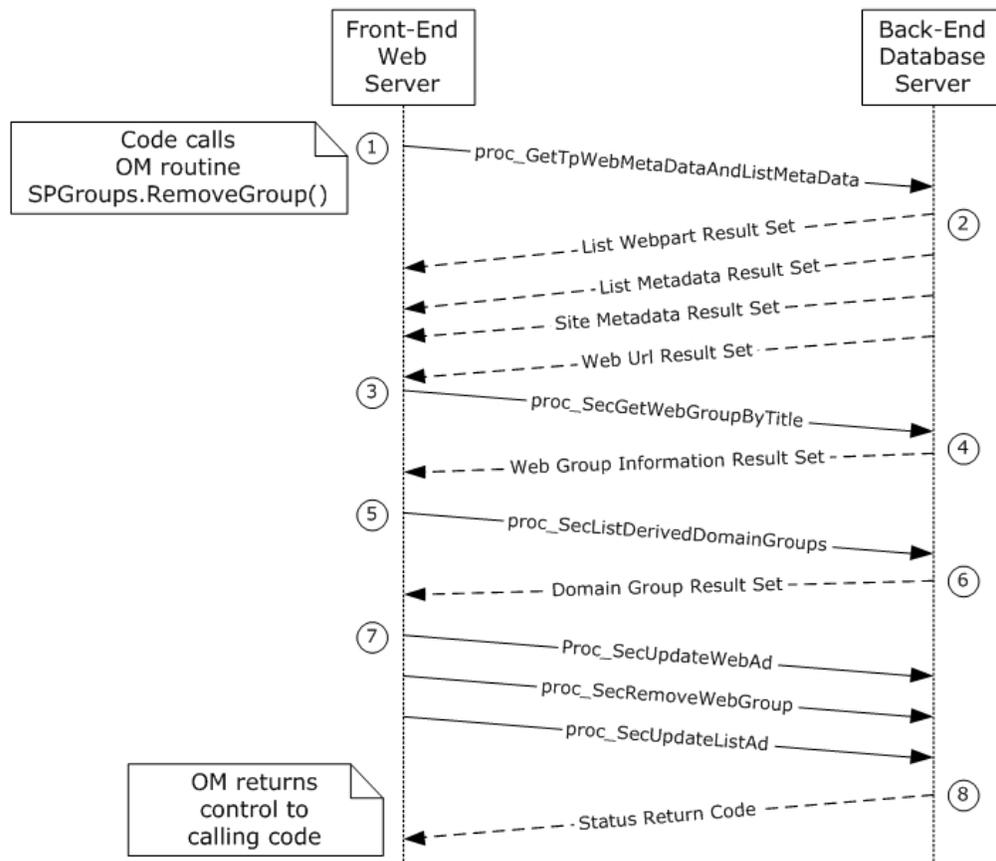 Front-End
Web
Server
Back-End
Database
Server
Code calls
OM routine
SPGroups.RemoveGroup()
1
proc_GetTpWebMetaDataAndListMetaData
2
List Webpart Result Set
List Metadata Result Set
Site Metadata Result Set
Web Url Result Set
3
proc_SecGetWebGroupByTitle
4
Web Group Information Result Set
5
proc_SecListDerivedDomainGroups
6
Domain Group Result Set
7
Proc_SecUpdateWebAd
proc_SecRemoveWebGroup
proc_SecUpdateListAd
OM returns
control to
calling code
8
Status Return Code